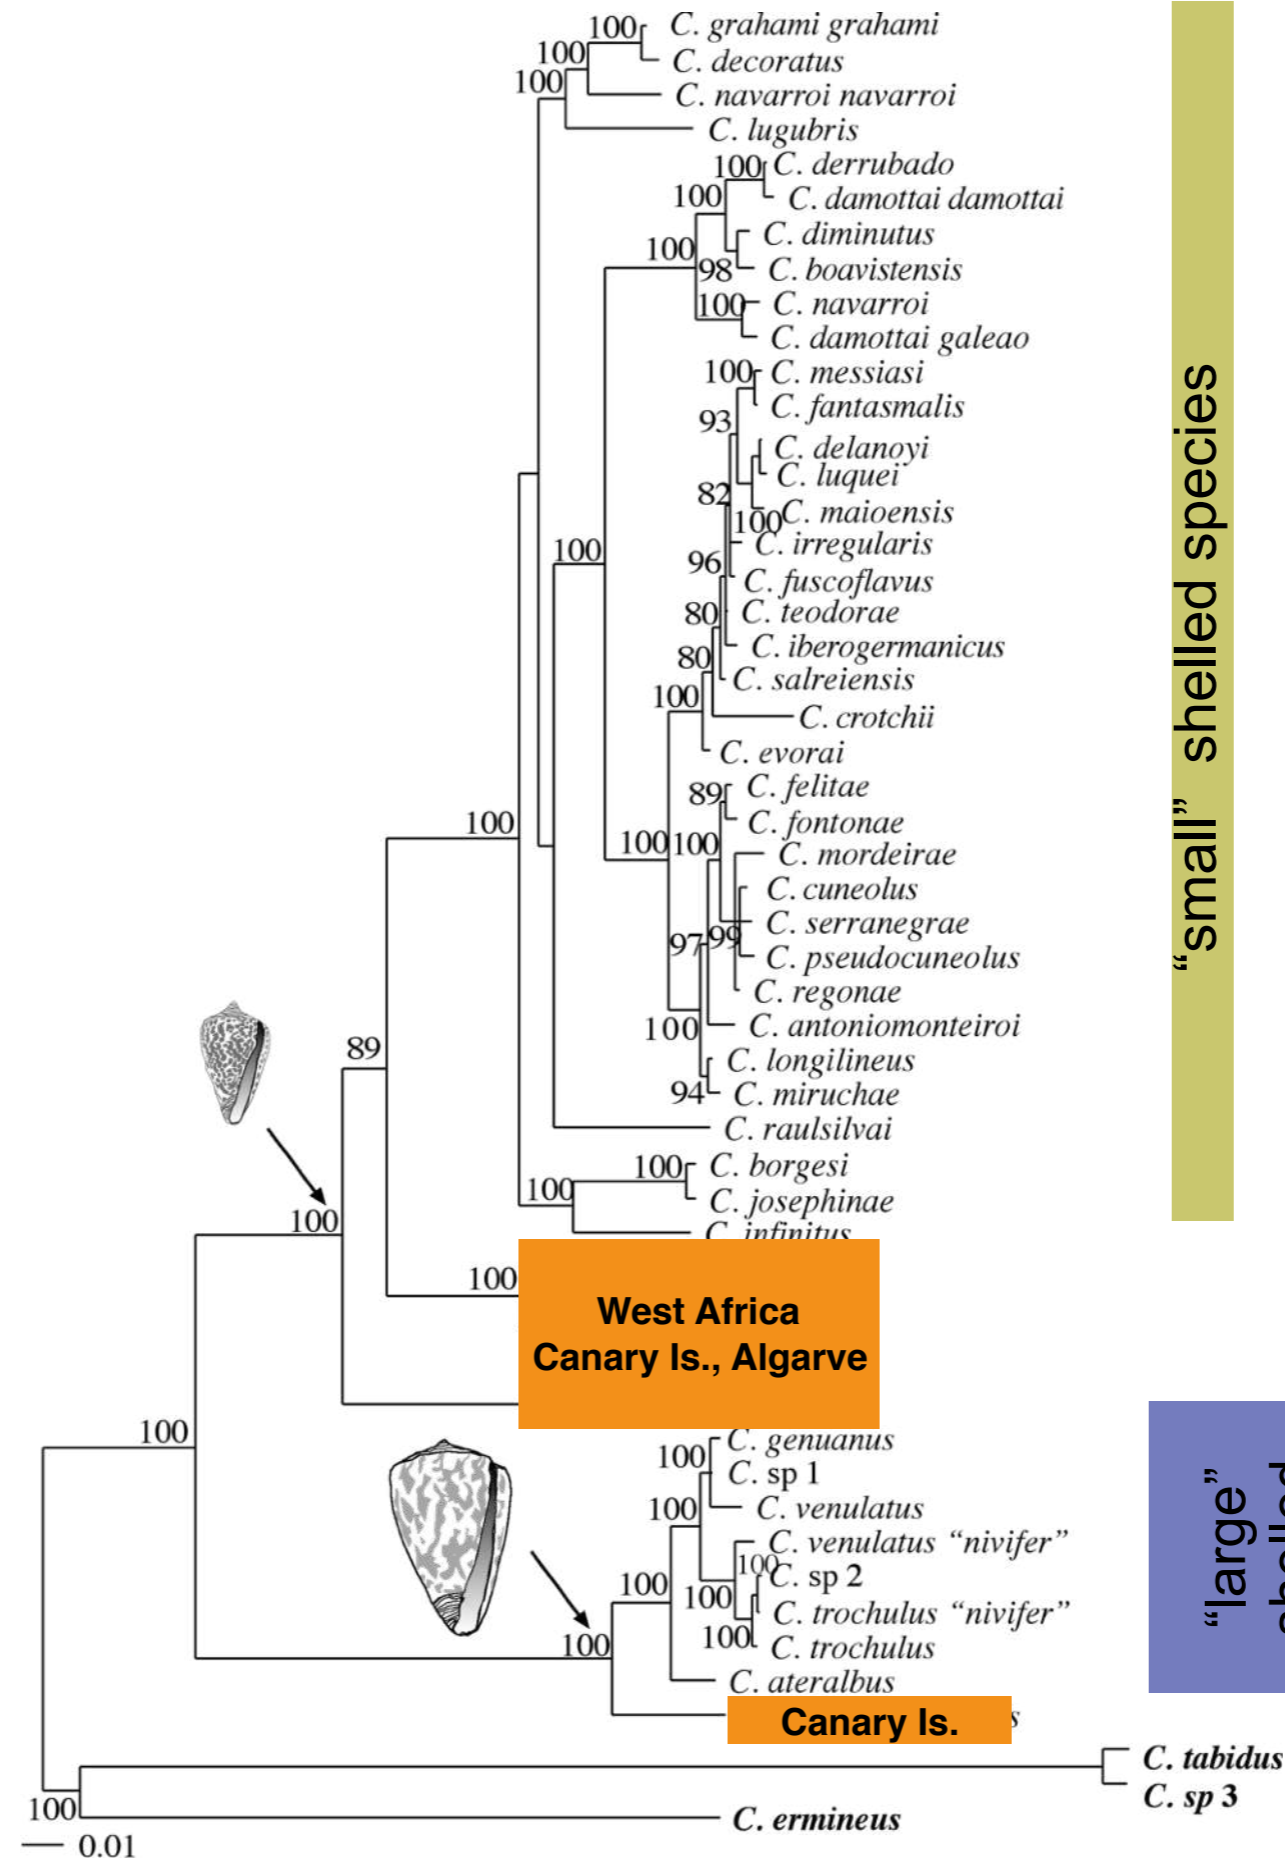 100
C. grahami grahami
100
C. decoratus
100
C. navarroi navarroi
C. lugubris
100
C. derrubado
100
C. damottai damottai
C. diminutus
100
98
C. boavistensis
100
C. navarroi
C. damottai galeao
100
C. messiasi
C. fantasmalis
93
C. delanoyi
C. luquei
82
C. maioensis
100
C. irregularis
100
96
C. fuscoflavus
80
C. teodorae
C. iberogermanicus
80
C. salreiensis
100
C. crotchii
C. evorai
89
C. felitae
100
C. fontonae
100
100
C. mordeirae
C. cuneolus
C. serranegrae
97
99
C. pseudocuneolus
C. regonae
100
C. antoniomonteiroi
89
C. longilineus
94
C. miruchae
C. raulsilvai
100
C. borgesi
100
C. josephinae
100
C. infinitus
100
West Africa
Canary Is., Algarve
100
C. genuanus
100
C. sp 1
100
C. venulatus
C. venulatus “nivifer”
100
C. sp 2
100
100
C. trochulus “nivifer”
100
100
C. trochulus
C. ateralbus
Canary Is.
s
C. tabidus
C. sp 3
100
C. ermineus
0.01
“small” shelled species
“large”